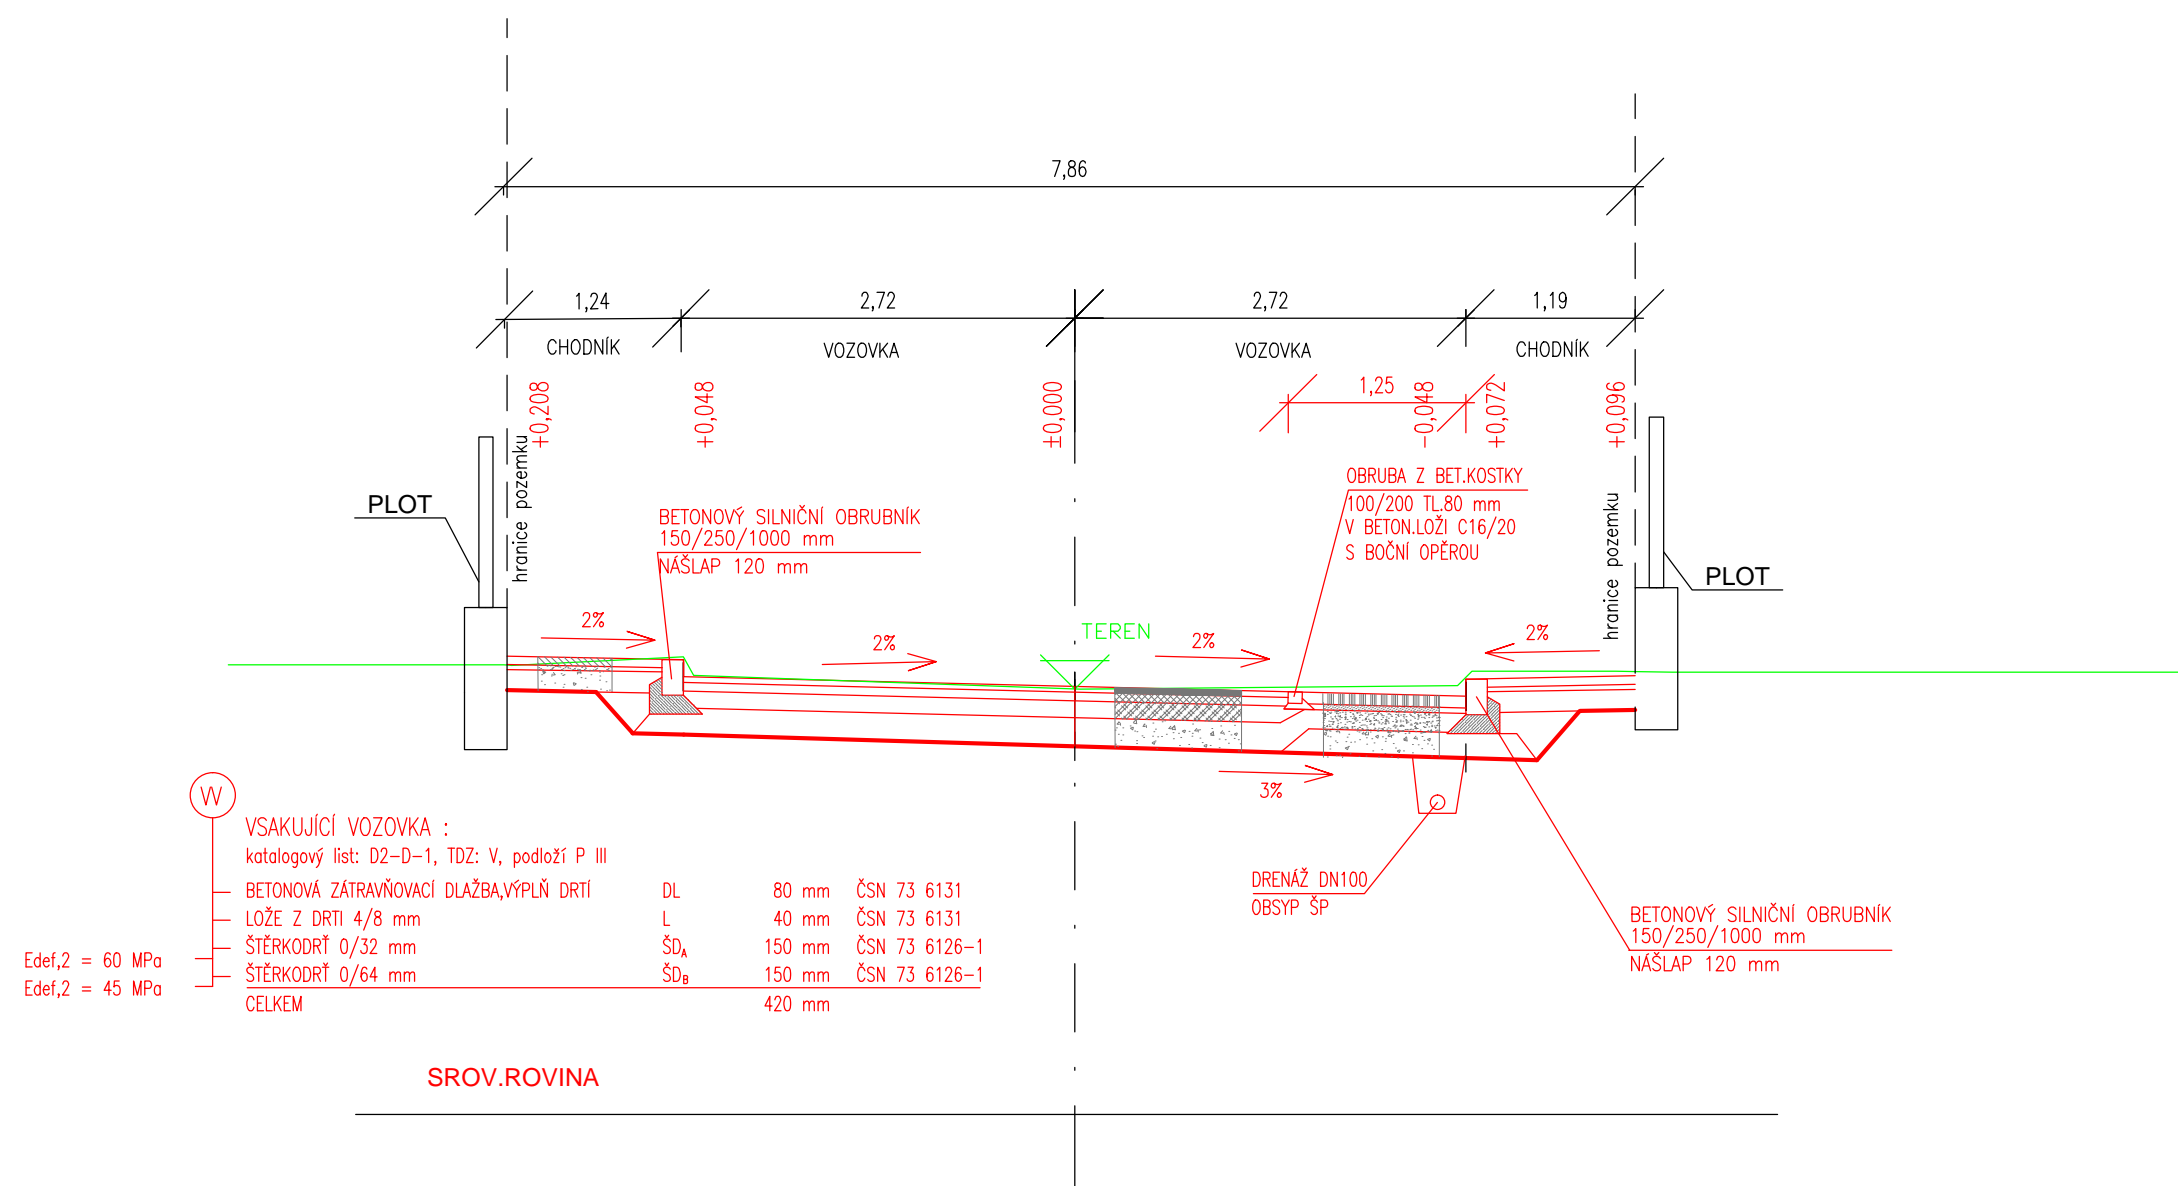 7,86
1,24
2,72
2,72
1,19
CHODNÍK
VOZOVKA
VOZOVKA
CHODNÍK
+0,208
+0,048
±0,000
1,25
-0,048
+0,072
+0,096
hranice pozemku
PLOT
BETONOVÝ SILNIČNÍ OBRUBNÍK
150/250/1000 mm
NÁŠLAP 120 mm
OBRUBA Z BET.KOSTKY
100/200 TL.80 mm
V BETON.LOŽI C16/20
S BOČNÍ OPĚROU
hranice pozemku
PLOT
2%
2%
TEREN
2%
2%
3%
W
VSAKUJÍCÍ VOZOVKA :
katalogový list: D2-D-1, TDZ: V, podloží P III
BETONOVÁ ZÁTRAVŇOVACÍ DLAŽBA,VÝPLŇ DRTÍ DL 80 mm ČSN 73 6131
LOŽE Z DRTI 4/8 mm L 40 mm ČSN 73 6131
ŠTĚRKODRŤ 0/32 mm ŠDA 150 mm ČSN 73 6126-1
Edef,2 = 60 MPa
ŠTĚRKODRŤ 0/64 mm ŠDB 150 mm ČSN 73 6126-1
Edef,2 = 45 MPa
CELKEM 420 mm
DRENÁŽ DN100
OBSYP ŠP
BETONOVÝ SILNIČNÍ OBRUBNÍK
150/250/1000 mm
NÁŠLAP 120 mm
SROV.ROVINA